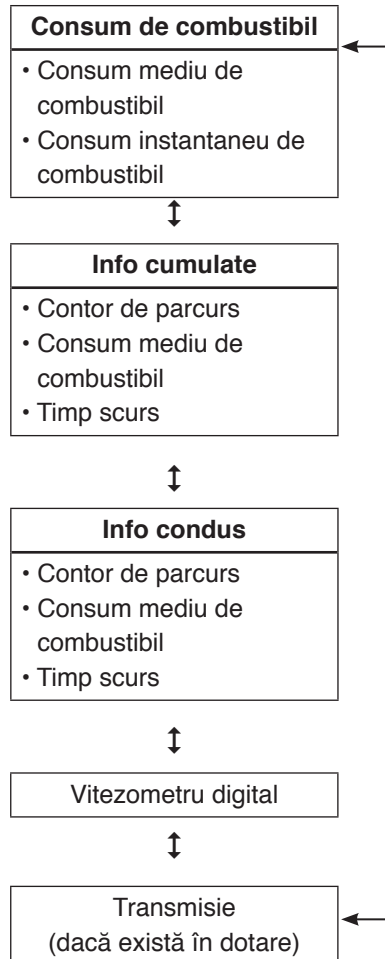 Consum de combustibil
• Consum mediu de
combustibil
• Consum instantaneu de
combustibil
Info cumulate
• Contor de parcurs
• Consum mediu de
combustibil
• Timp scurs
Info condus
• Contor de parcurs
• Consum mediu de
combustibil
• Timp scurs
Vitezometru digital
Transmisie
(dacă există în dotare)